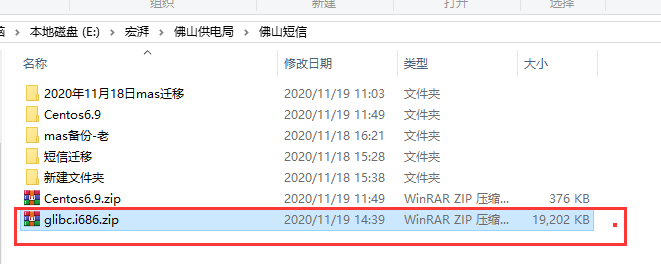 组织 新建 打开 选择
脑 本地磁盘 (E:) 宏湃 佛山供电局 佛山短信
名称 修改日期 类型 大小
2020年11月18日mas迁移 2020/11/19 11:03 文件夹
Centos6.9 2020/11/19 11:49 文件夹
mas备份-老 2020/11/18 16:21 文件夹
短信迁移 2020/11/18 15:28 文件夹
新建文件夹 2020/11/18 15:38 文件夹
Centos6.9.zip 2020/11/19 11:49 WinRAR ZIP 压缩... 376 KB
glibc.i686.zip 2020/11/19 14:39 WinRAR ZIP 压缩... 19,202 KB